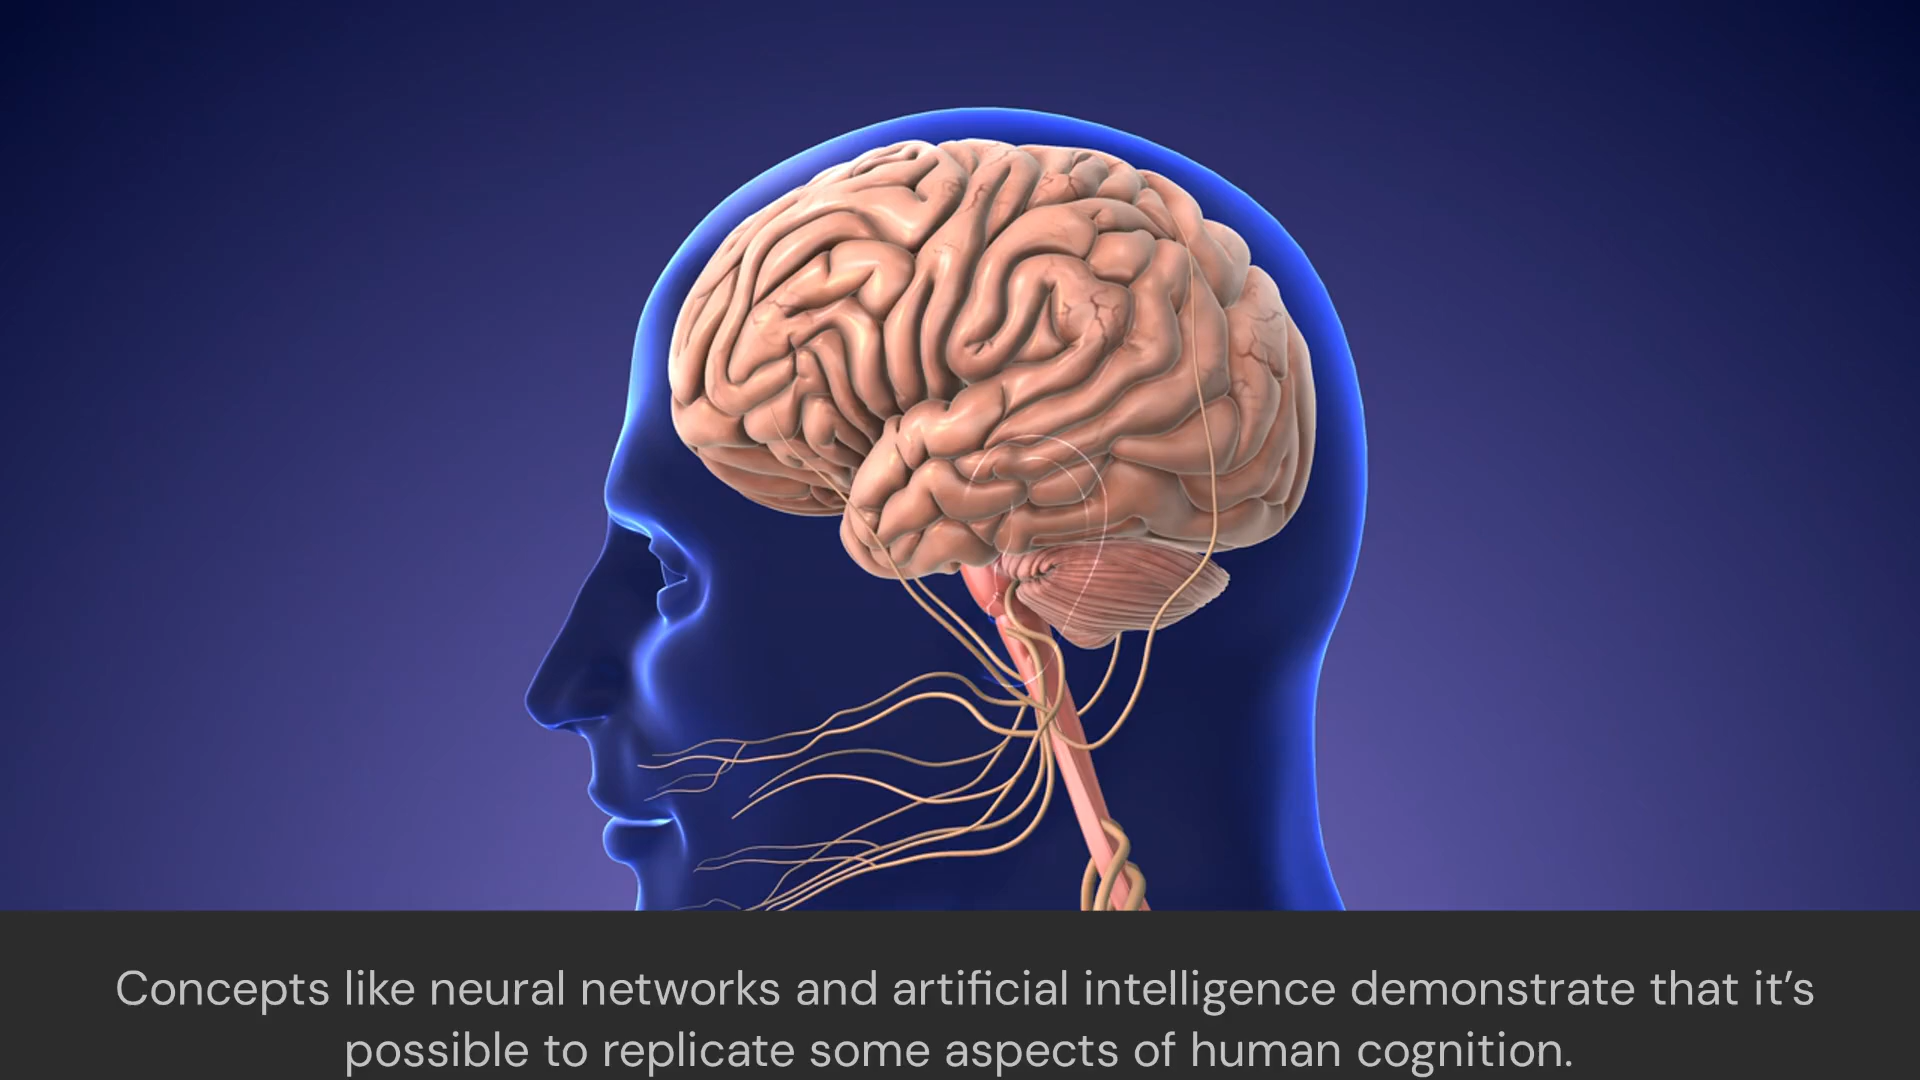 Concepts like neural networks and artificial intelligence demonstrate that it’s
possible to replicate some aspects of human cognition.